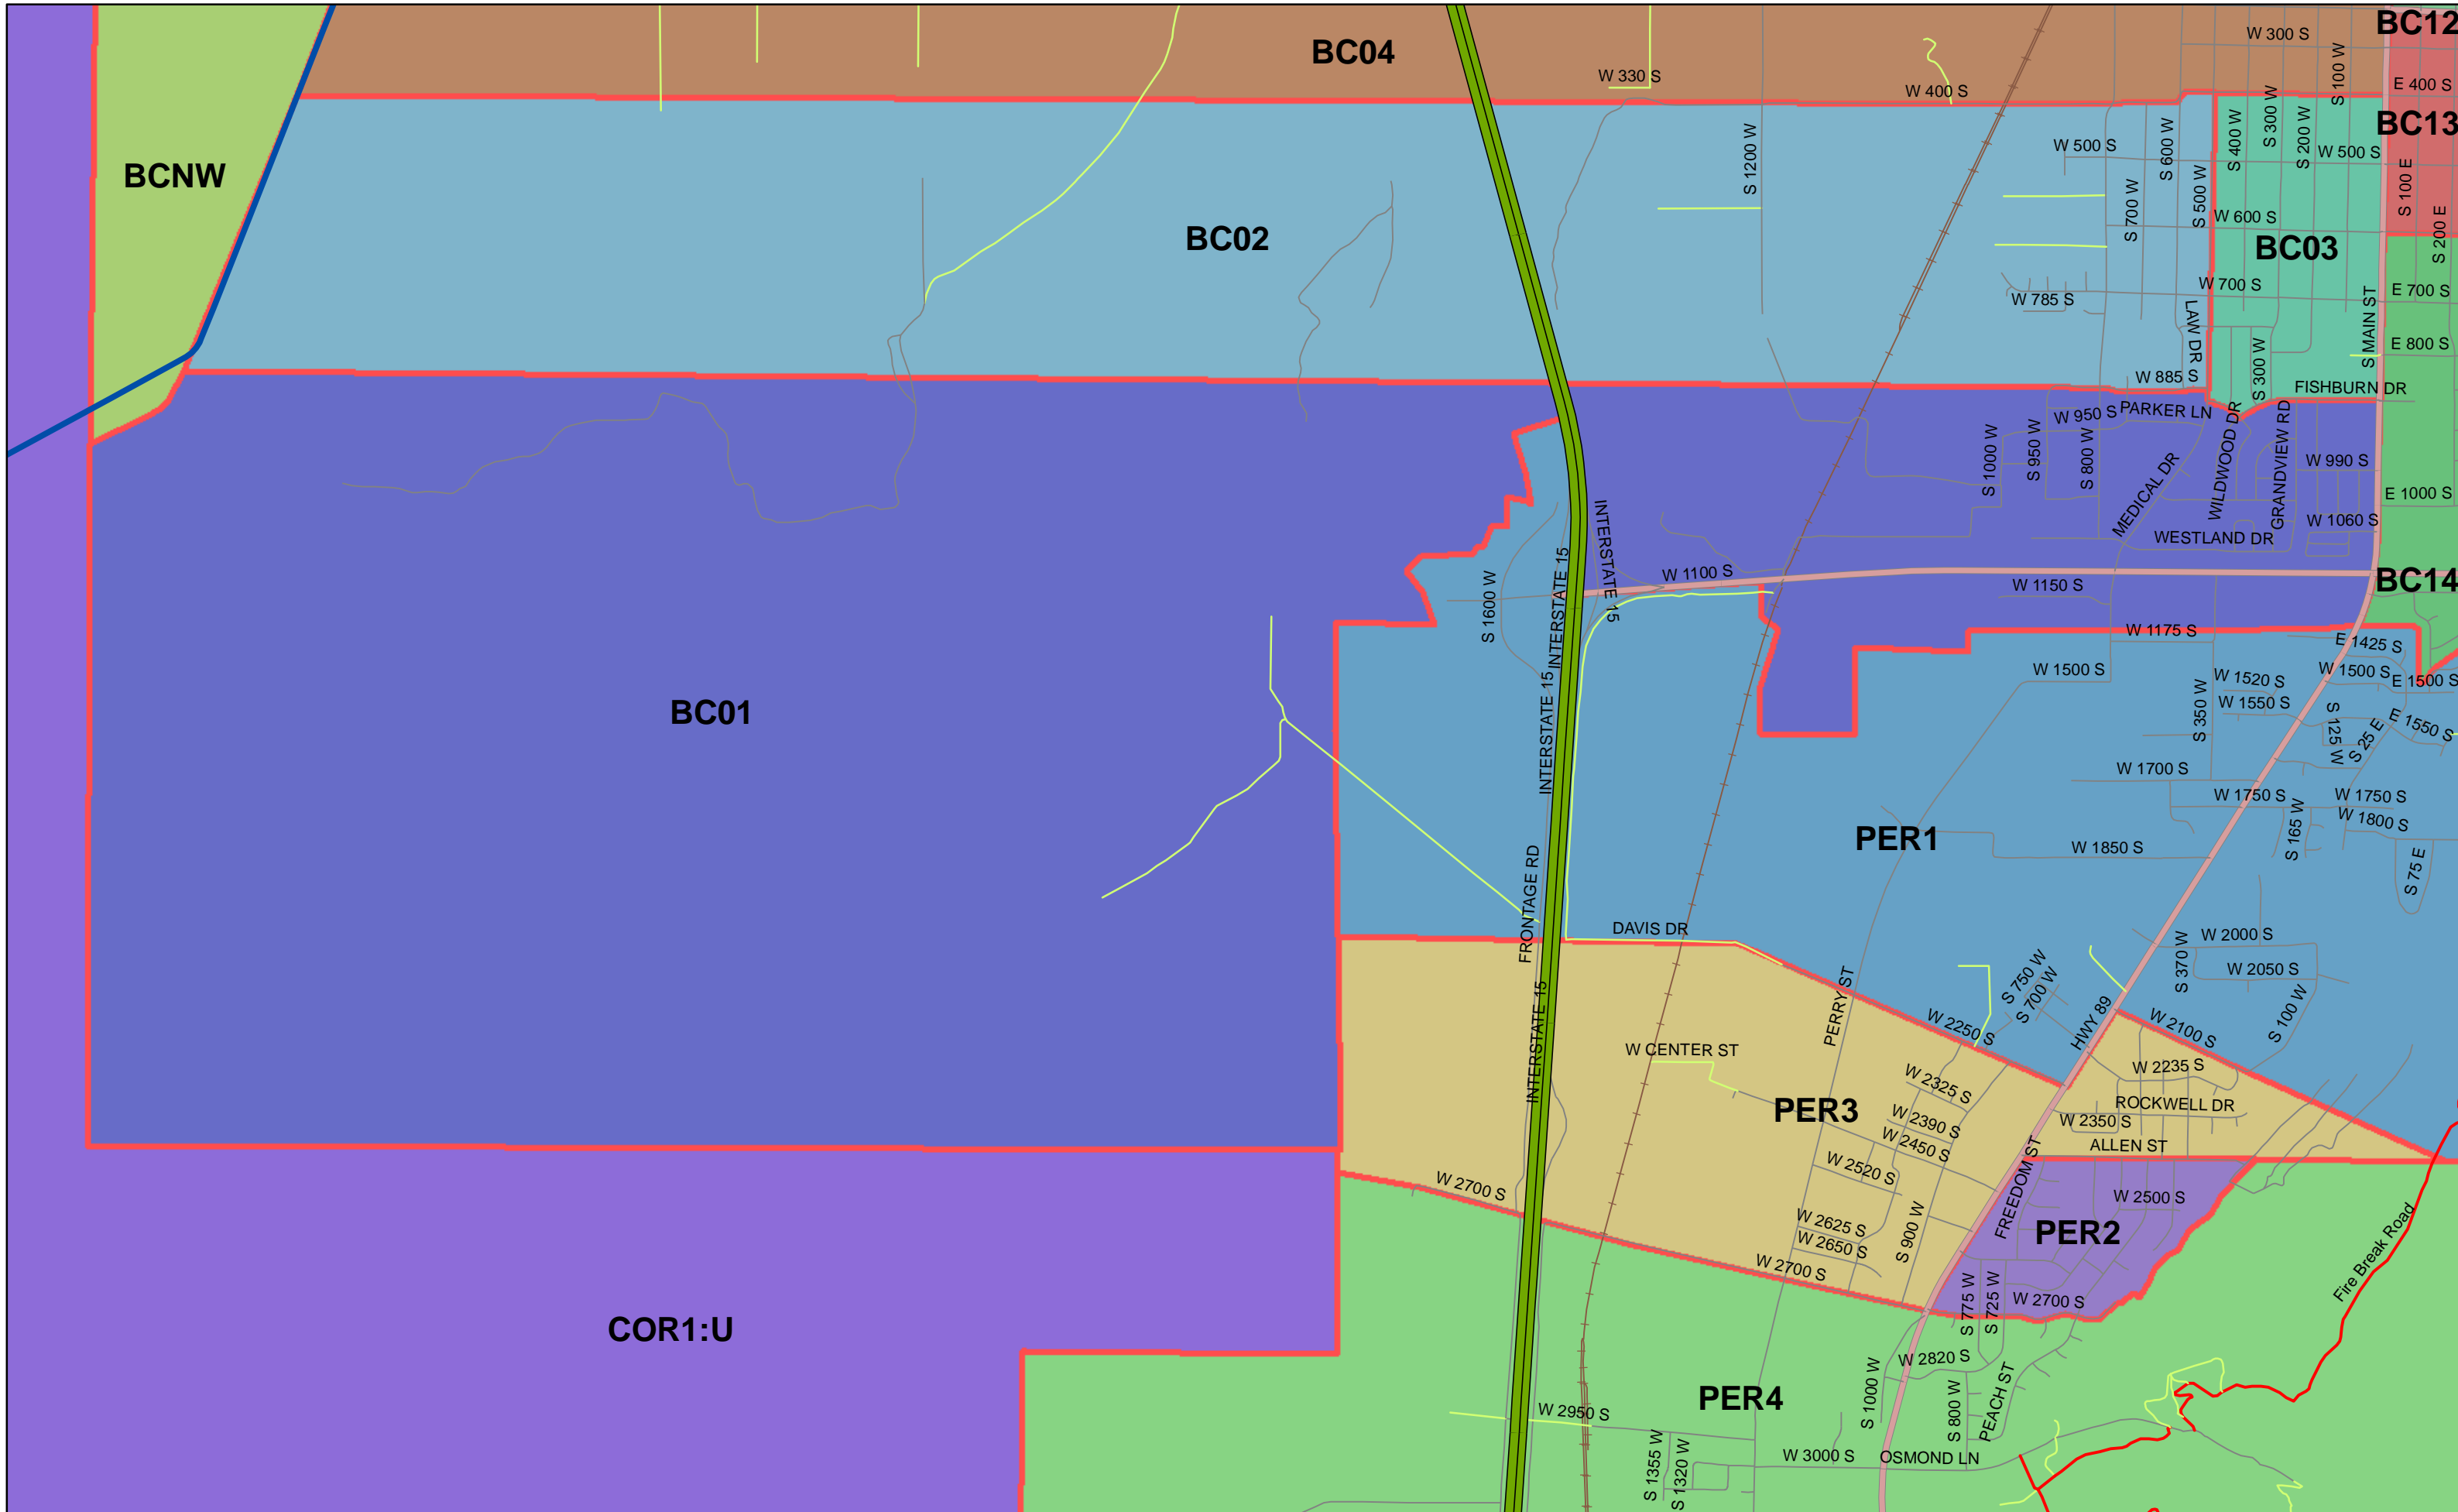 BC12
W 300 S
BC04
S 100 W
W 330 S
W 400 S
E 400 S
BC13
S 1200 W
W 500 S
S 600 W
S 400 W
S 300 W
S 200 W
W 500 S
BCNW
S 700 W
S 500 W
S 100 E
W 600 S
S 200 E
BC02
BC03
W 700 S
E 700 S
W 785 S
LAW DR
S MAIN ST
E 800 S
S 300 W
W 885 S
FISHBURN DR
W 950 S
PARKER LN
S 1000 W
S 950 W
S 800 W
MEDICAL DR
WILDWOOD DR
GRANDVIEW RD
W 990 S
E 1000 S
W 1060 S
WESTLAND DR
INTERSTATE 15
INTERSTATE 15
W 1100 S
W 1150 S
BC14
S 1600 W
W 1175 S
E 1425 S
W 1500 S
W 1500 S
E 1500 S
W 1520 S
W 1550 S
S 350 W
S 125 W
S 25 E
E 1550 S
INTERSTATE 15
BC01
W 1700 S
W 1750 S
W 1750 S
S 165 W
W 1800 S
PER1
W 1850 S
S 75 E
FRONTAGE RD
DAVIS DR
W 2000 S
S 370 W
W 2050 S
S 750 W
S 700 W
PERRY ST
W 2250 S
HWY 89
W 2100 S
S 100 W
INTERSTATE 15
W CENTER ST
W 2235 S
W 2325 S
PER3
ROCKWELL DR
W 2390 S
W 2350 S
W 2450 S
ALLEN ST
W 2520 S
W 2700 S
FREEDOM ST
W 2500 S
W 2625 S
W 2650 S
S 900 W
PER2
W 2700 S
Fire Break Road
S 775 W
S 725 W
W 2700 S
COR1:U
W 2820 S
S 1000 W
S 800 W
PEACH ST
PER4
W 2950 S
S 1355 W
S 1320 W
W 3000 S
OSMOND LN